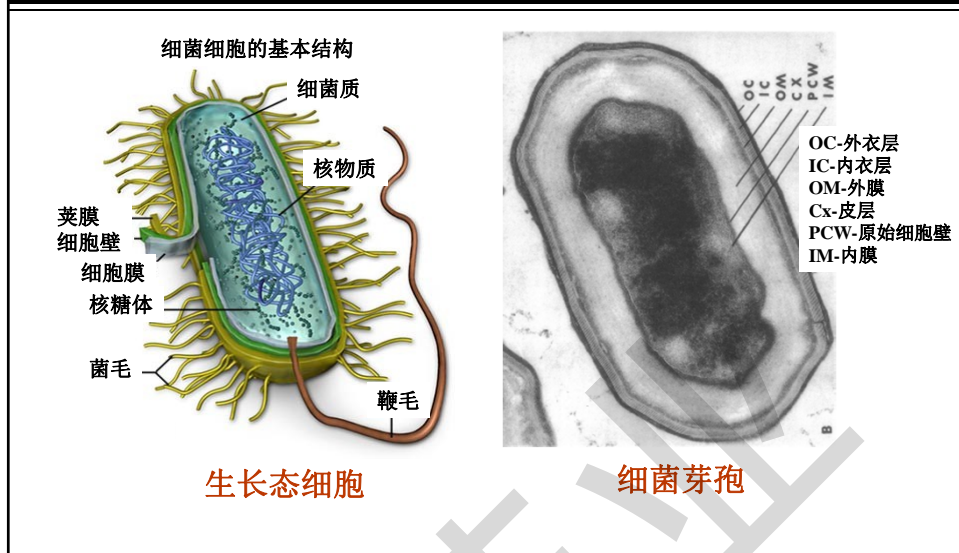 细菌细胞的基本结构
细菌质
核物质
荚膜
细胞壁
细胞膜
核糖体
菌毛
鞭毛
生长态细胞
OC
IC
OM
CX
PCW
IM
OC-外衣层
IC-内衣层
OM-外膜
Cx-皮层
PCW-原始细胞壁
IM-内膜
B
细菌芽孢
业